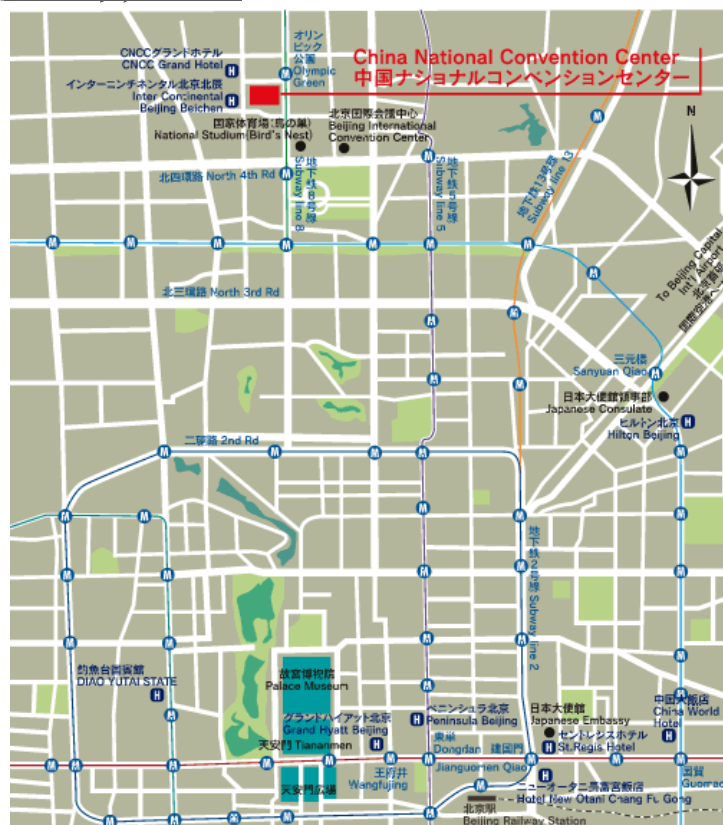 CNCCグランドホテル
CNCC Grand Hotel
オリン
ピック
公園
Olympic
Green
China National Convention Center
中国ナショナルコンベンションセンター
インターコンチネンタル北京北辰
Inter Continental
Beijing Beichen
国家体育場(鳥の巣)
National Studium(Bird's Nest)
北京国際会議中心
Beijing International
Convention Center
N
北四環路 North 4th Rd
地下鉄8号線
Subway line 8
地下鉄5号線
Subway line 5
地下鉄13号線
Subway line 13
To Beijing Capital
Int'l Airport
北京首都
国際空港へ
北三環路 North 3rd Rd
三元橋
Sanyuan Qiao
日本大使館領事部
Japanese Consulate
ヒルトン北京
Hilton Beijing
二環路 2nd Rd
地下鉄2号線 Subway line 2
釣魚台国賓館
DIAO YUTAI STATE
故宮博物院
Palace Museum
グランドハイアット北京
Grand Hyatt Beijing
ペニンシュラ北京
Peninsula Beijing
日本大使館
Japanese Embassy
中国大飯店
China World
Hotel
天安門 Tiananmen
東単
Dongdan
建国門
Jianguomen Qiao
セントレジスホテル
St.Regis Hotel
天安門広場
王府井
Wangfujing
ニューオータニ長富宮飯店
Hotel New Otani Chang Fu Gong
国貿
Guomao
北京駅
Beijing Railway Station